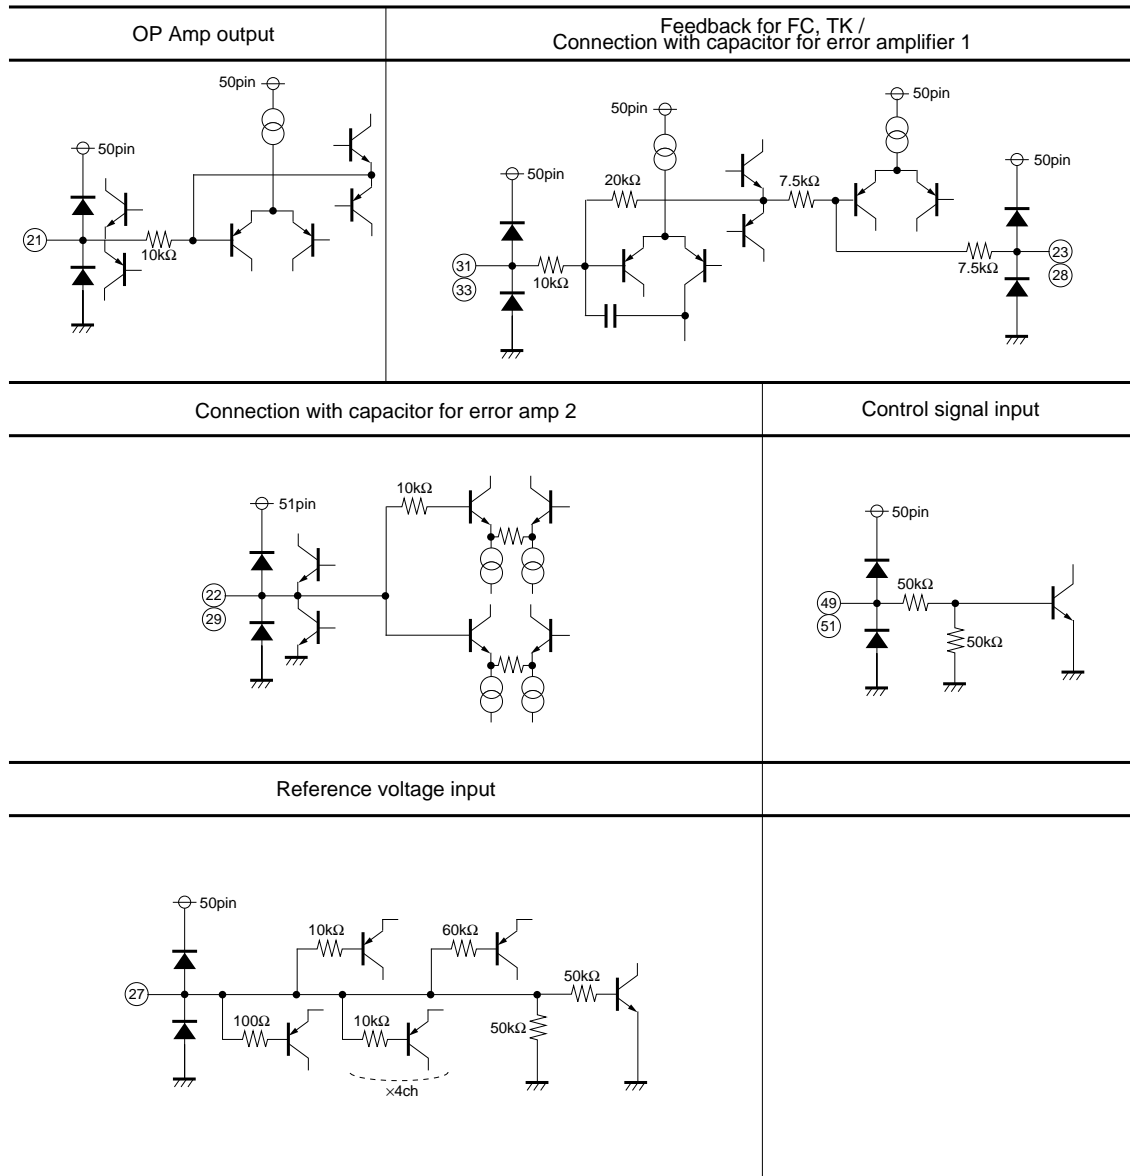 OP Amp output
Feedback for FC, TK /
Connection with capacitor for error amplifier 1
50pin
50pin
21
10kΩ
50pin
50pin
50pin
50pin
20kΩ
7.5kΩ
31
33
10kΩ
7.5kΩ
23
28
Connection with capacitor for error amp 2
Control signal input
51pin
10kΩ
22
29
50pin
50kΩ
49
51
50kΩ
Reference voltage input
50pin
10kΩ
60kΩ
27
50kΩ
100Ω
10kΩ
50kΩ
×4ch